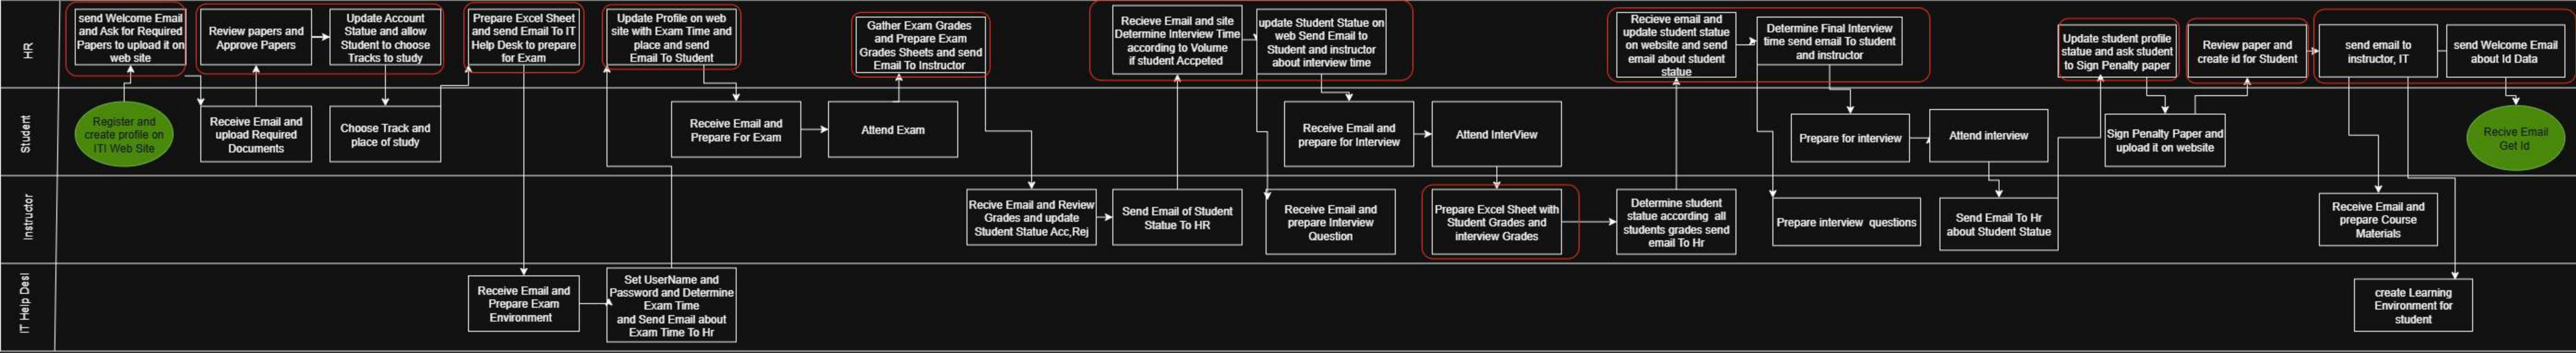 HR
send Welcome Email
and Ask for Required
Papers to upload it on
web site
Review papers and
Approve Papers
Update Account
Status and allow
Student to choose
Tracks to study
Prepare Excel Sheet
and send Email To IT
Help Desk to prepare
for Exam
Update Profile on web
site with Exam Time and
place and send
Email To Student
Gather Exam Grades
and Prepare Exam
Grades Sheets and send
Email To Instructor
Recieve Email and site
Determine Interview Time
according to Volume
if student Accpeted
update Student Status on
web Send Email to
Student and instructor
about interview time
Recieve email and
update student statue
on website and send
email about student
statue
Determine Final Interview
time send email To student
and instructor
Update student profile
statue and ask student
to Sign Penalty paper
Review paper and
create id for Student
send email to
instructor, IT
send Welcome Email
about Id Data
Student
Register and
create profile on
ITI Web Site
Receive Email and
upload Required
Documents
Choose Track and
place of study
Receive Email and
Prepare For Exam
Attend Exam
Receive Email and
prepare for Interview
Attend InterView
Prepare for interview
Attend interview
Sign Penalty Paper and
upload it on website
Recive Email
Get Id
Instructor
Recive Email and Review
Grades and update
Student Statue Acc,Rej
Send Email of Student
Statue To HR
Receive Email and
prepare Interview
Question
Prepare Excel Sheet with
Student Grades and
interview Grades
Determine student
statue according  all
students grades send
email To Hr
Prepare interview  questions
Send Email To Hr
about Student Statue
Receive Email and
prepare Course
Materials
IT Help Desl
Receive Email and
Prepare Exam
Environment
Set UserName and
Password and Determine
Exam Time
and Send Email about
Exam Time To Hr
create Learning
Environment for
student